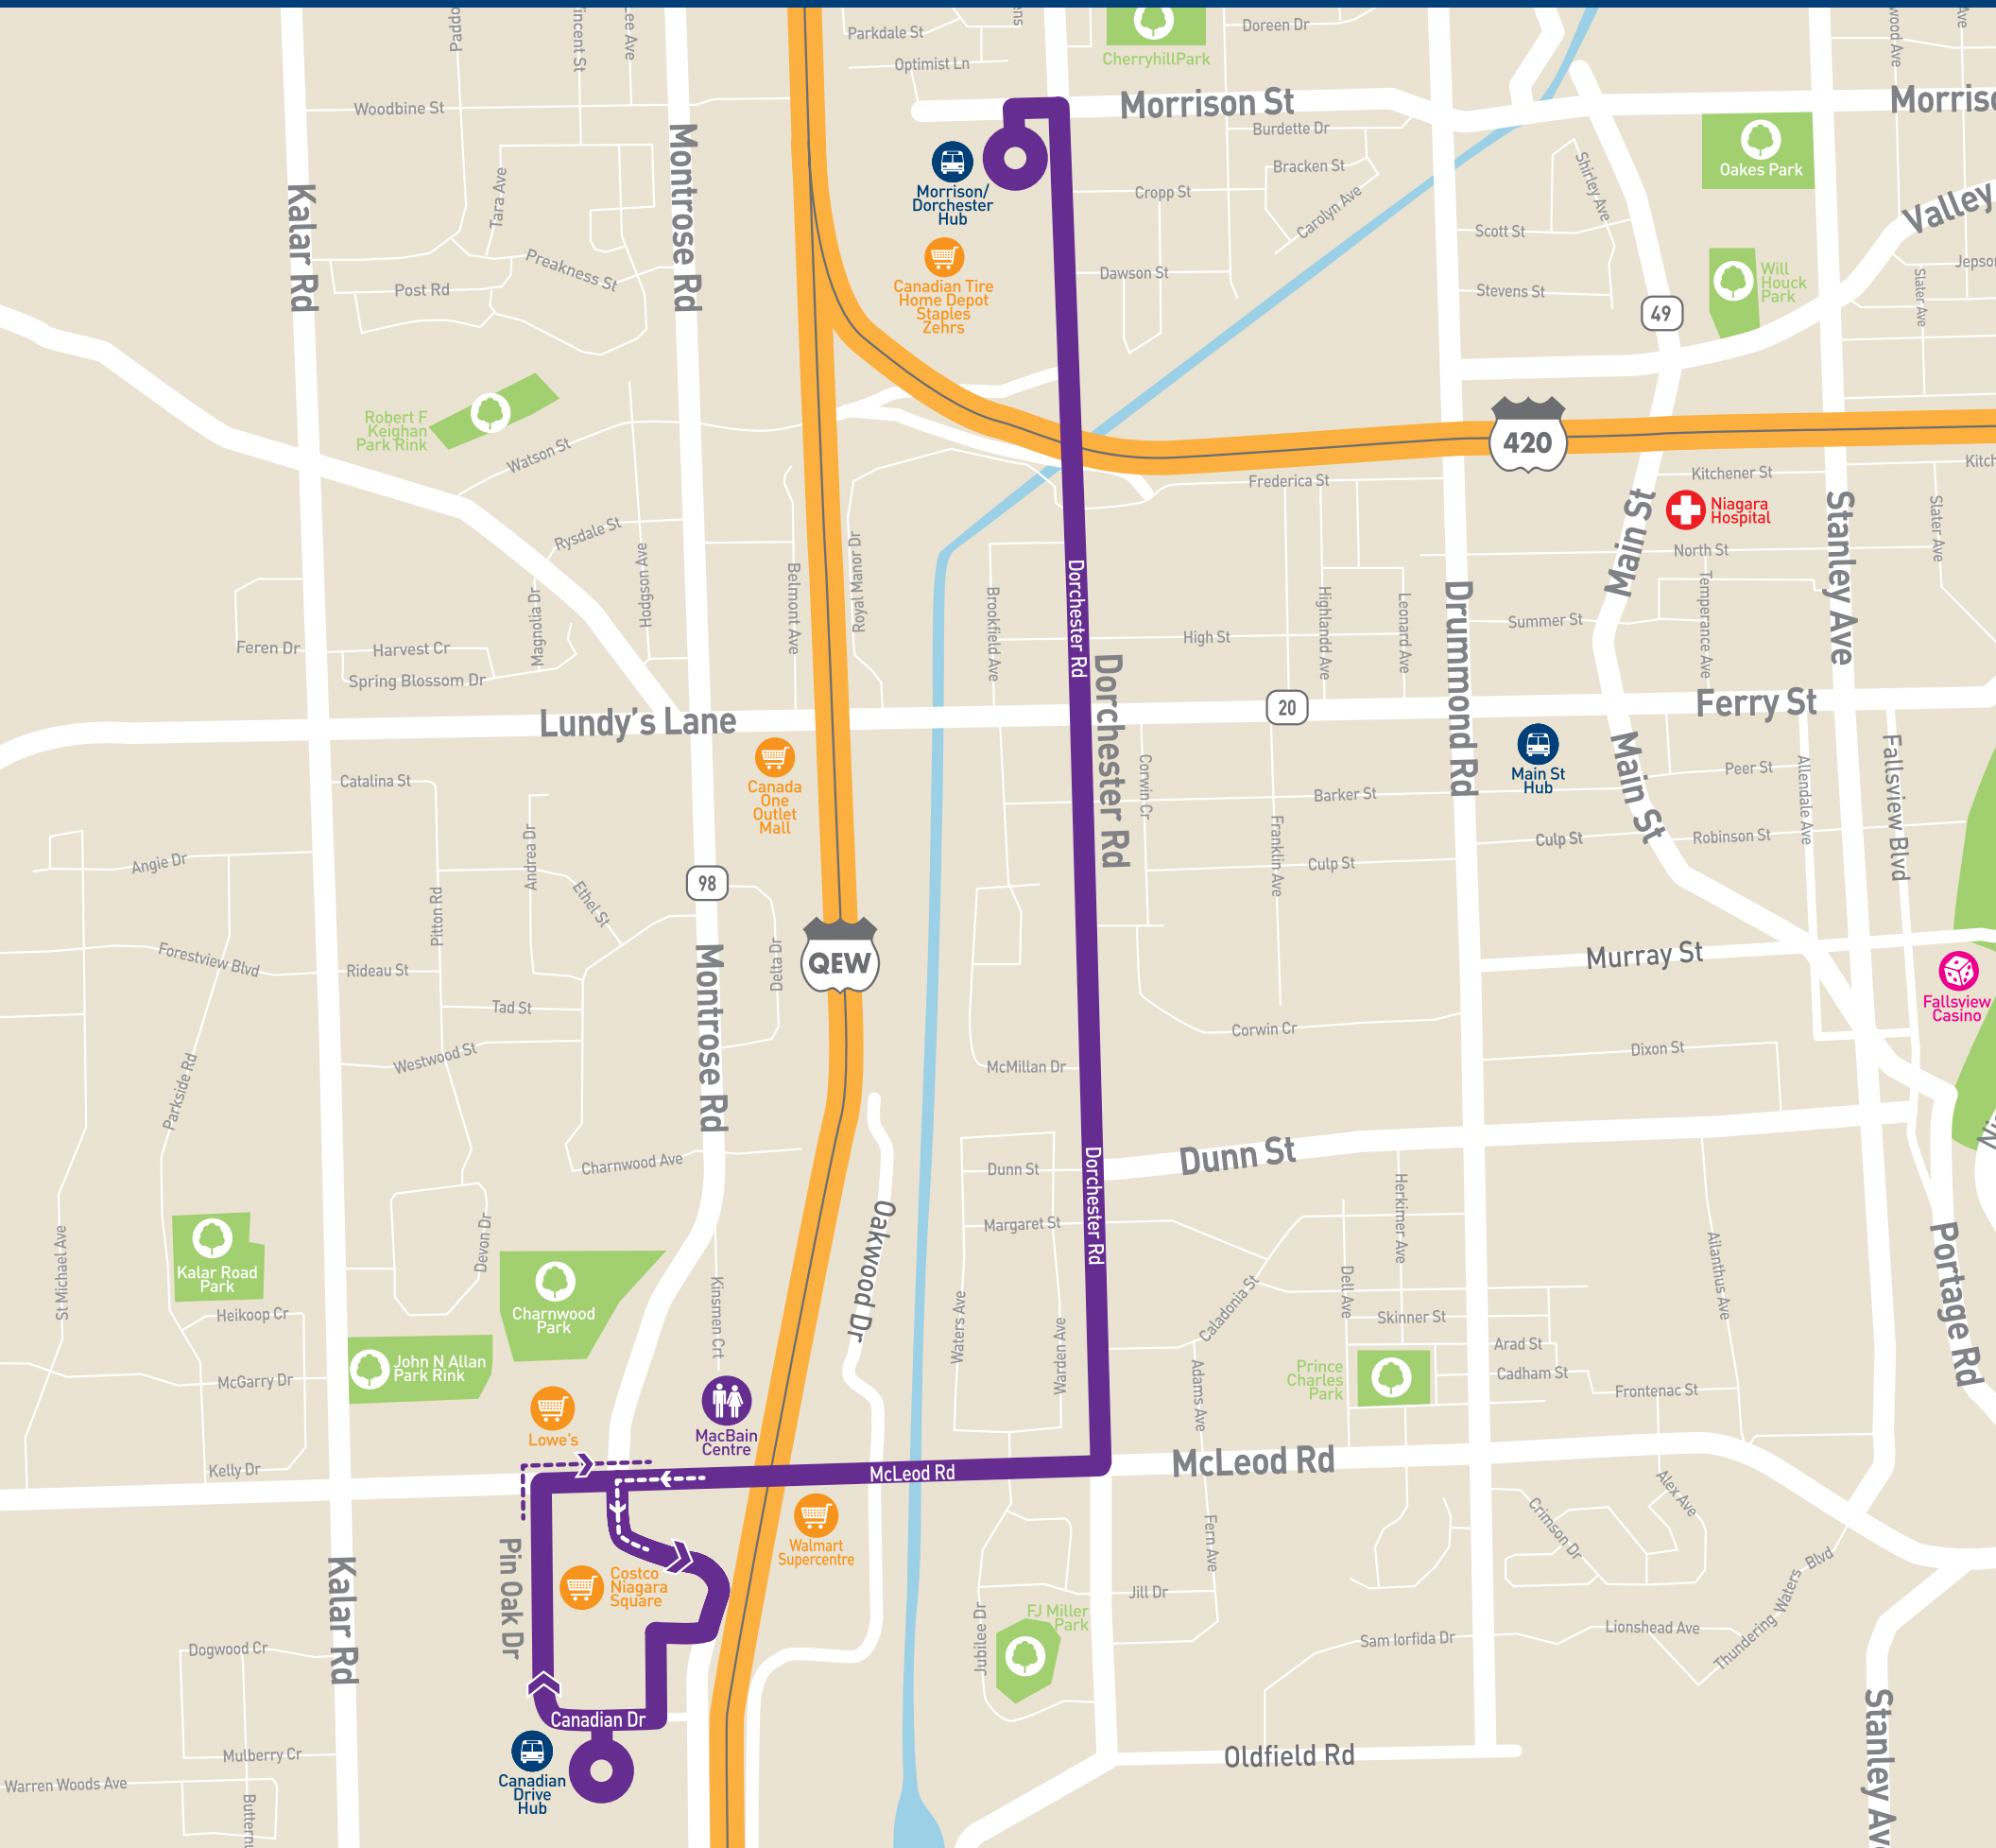 Parkdale St
Optimist Ln
Doreen Dr
CherryhillPark
Lee Ave
Woodbine St
Morrison St
Burdette Dr
Bracken St
Cropp St
Carolyn Ave
Dawson St
Shirley Ave
Scott St
Stevens St
Oakes Park
Will
Houck
Park
Valley
Slater Ave
49
Kalar Rd
Montrose Rd
Tara Ave
Preakness St
Post Rd
Morrison/
Dorchester
Hub
Canadian Tire
Home Depot
Staples
Zehrs
Robert F
Keighan
Park Rink
Watson St
Rysdale St
Hodgson Ave
Magnolia Dr
Belmont Ave
Royal Manor Dr
Brookfield Ave
Dorchester Rd
420
Frederica St
Kitchener St
Niagara
Hospital
Main St
North St
Stanley Ave
Slater Ave
Temperance Ave
Summer St
High St
Highlandd Ave
Leonard Ave
Drummond Rd
Feren Dr
Harvest Cr
Spring Blossom Dr
Lundy's Lane
20
Ferry St
Dorchester Rd
Canada
One
Outlet
Mall
Main St
Hub
Main St
Peer St
Allendale Ave
Fallsview Blvd
Robinson St
Culp St
Barker St
Culp St
Corwin Cr
Franklin Ave
Catalina St
Angie Dr
Andrea Dr
Ethel St
Pitton Rd
98
Forestview Blvd
Rideau St
Tad St
Westwood St
Parkside Rd
Montrose Rd
Delta Dr
QEW
Murray St
Fallsview
Casino
Corwin Cr
Dixon St
McMillan Dr
Dunn St
Dunn St
Charnwood Ave
Margaret St
Dorchester Rd
Oakwood Dr
Herkimer Ave
Ailanthus Ave
Portage Rd
St Michael Ave
Kalar Road
Park
Devon Dr
Charnwood
Park
Heikoop Cr
John N Allan
Park Rink
McGarry Dr
Kelly Dr
Kinsmen Crt
Waters Ave
Warden Ave
Caladonia St
Dell Ave
Skinner St
Arad St
Cadham St
Frontenac St
Prince
Charles
Park
Adams Ave
Lowe's
MacBain
Centre
McLeod Rd
McLeod Rd
Walmart
Supercentre
Costco
Niagara
Square
Pin Oak Dr
Kalar Rd
Alex Ave
Crimson Dr
Fern Ave
Jill Dr
FJ Miller
Park
Jubilee Dr
Sam Iorfida Dr
Lionshead Ave
Thundering Waters Blvd
Dogwood Cr
Mulberry Cr
Warren Woods Ave
Canadian Dr
Canadian
Drive
Hub
Oldfield Rd